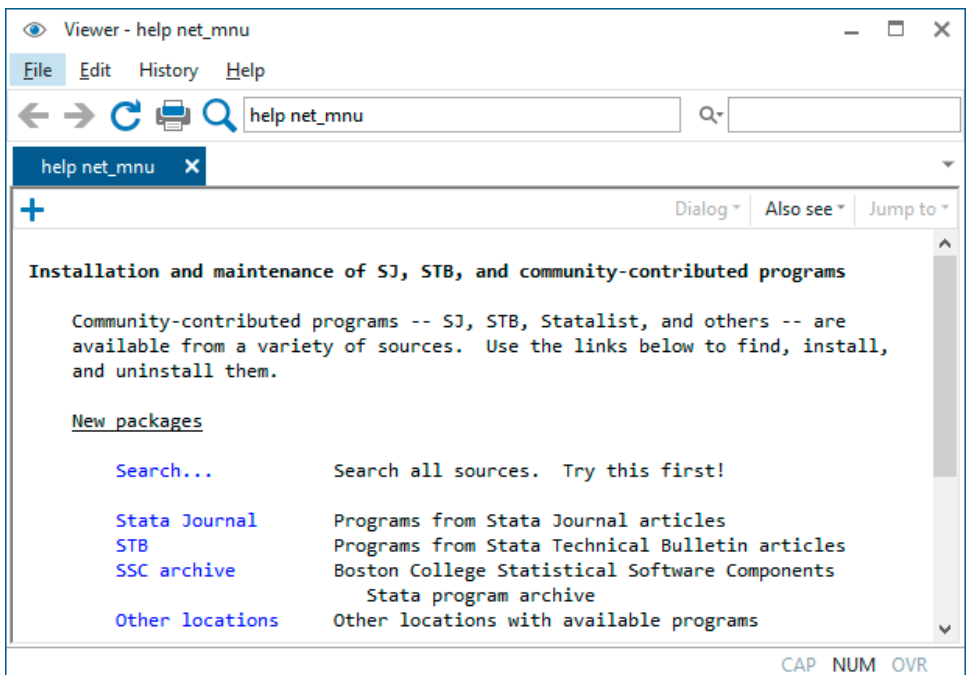 Viewer - help net_mnu
File Edit History Help
help net_mnu
help net_mnu
Dialog Also see Jump to
Installation and maintenance of SJ, STB, and community-contributed programs
Community-contributed programs -- SJ, STB, Statalist, and others -- are
available from a variety of sources. Use the links below to find, install,
and uninstall them.
New packages
Search... Search all sources. Try this first!
Stata Journal Programs from Stata Journal articles
STB Programs from Stata Technical Bulletin articles
SSC archive Boston College Statistical Software Components
Stata program archive
Other locations Other locations with available programs
CAP NUM OVR